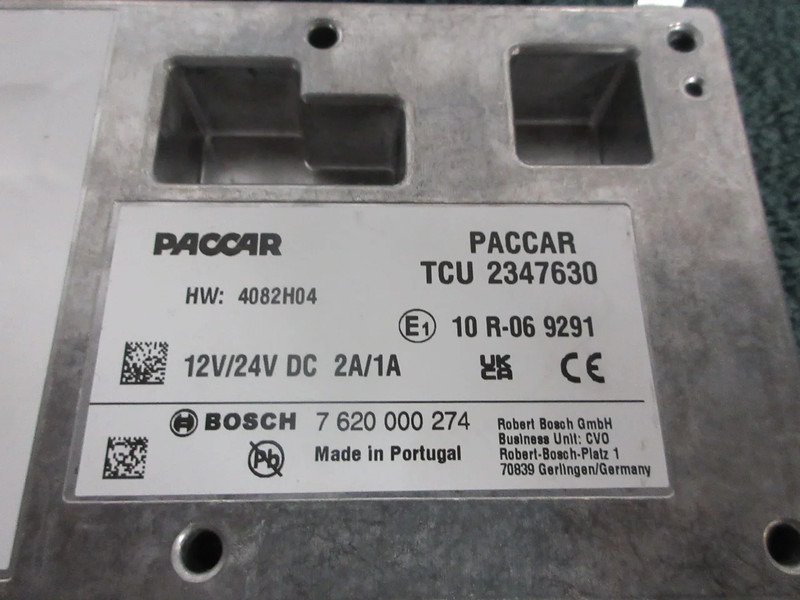 PACCAR
PACCAR
TCU 2347630
HW: 4082H04
E1 10 R-06 9291
12V/24V DC 2A/1A
UK CA CE
BOSCH 7 620 000 274
Pb
Made in Portugal
Robert Bosch GmbH
Business Unit: CVO
Robert-Bosch-Platz 1
70839 Gerlingen/Germany